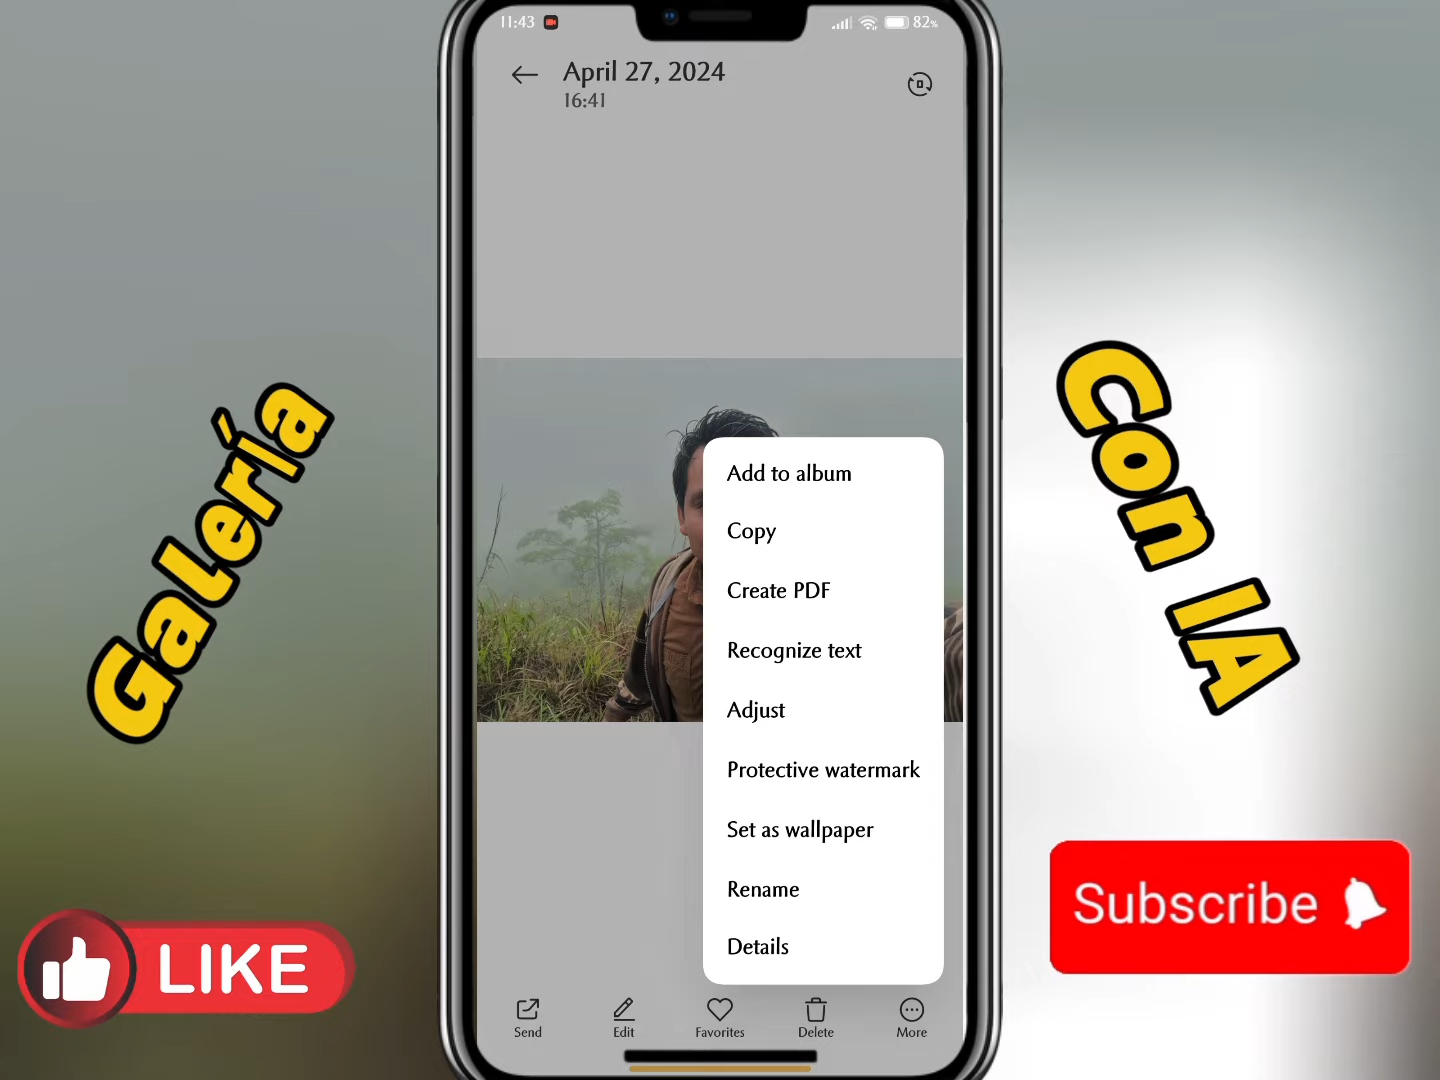 11:43
82%
April 27, 2024
16:41
Galería
Con IA
Add to album
Copy
Create PDF
Recognize text
Adjust
Protective watermark
Set as wallpaper
Rename
Details
LIKE
Subscribe
Send
Edit
Favorites
Delete
More